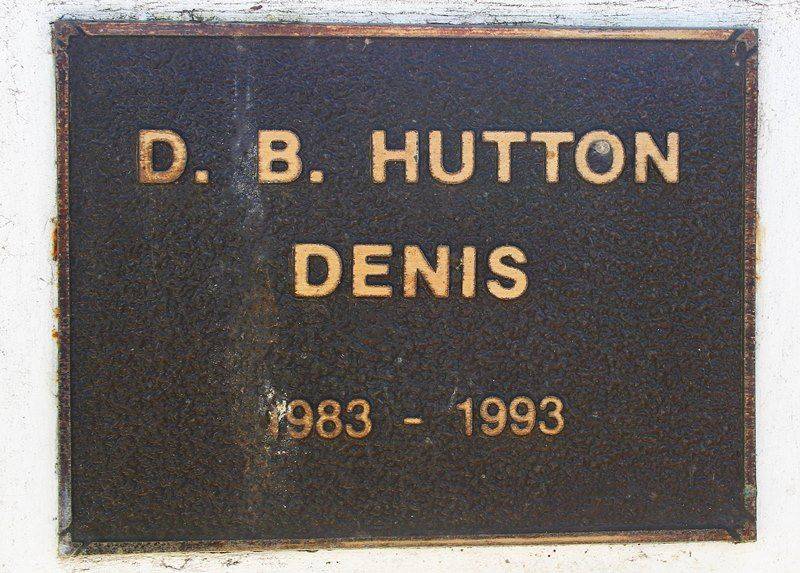 D. B. HUTTON
DENIS
1983 - 1993